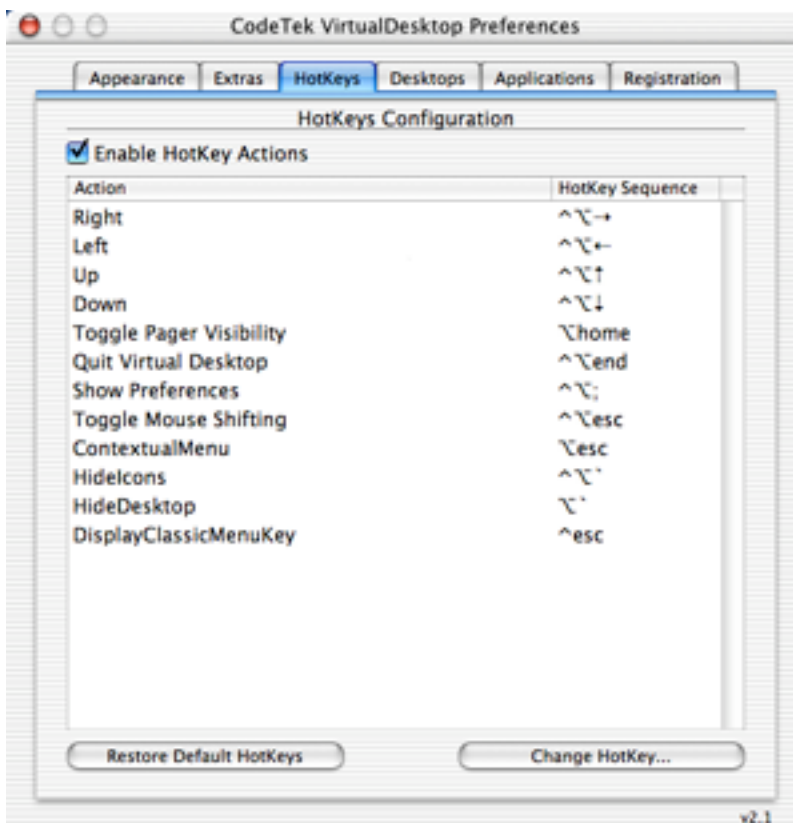 CodeTek VirtualDesktop Preferences
Appearance Extras HotKeys Desktops Applications Registration
HotKeys Configuration
Enable HotKey Actions
Action HotKey Sequence
Right ^⌥→
Left ^⌥←
Up ^⌥↑
Down ^⌥↓
Toggle Pager Visibility ⌥home
Quit Virtual Desktop ^⌥end
Show Preferences ^⌥;
Toggle Mouse Shifting ^⌥esc
ContextualMenu ⌥esc
HideIcons ^⌥`
HideDesktop ⌥`
DisplayClassicMenuKey ^esc
Restore Default HotKeys Change HotKey...
v2.1